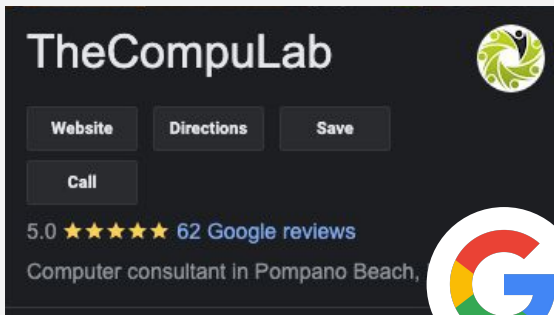 TheCompuLab
Website Directions Save
Call
5.0 62 Google reviews
Computer consultant in Pompano Beach,